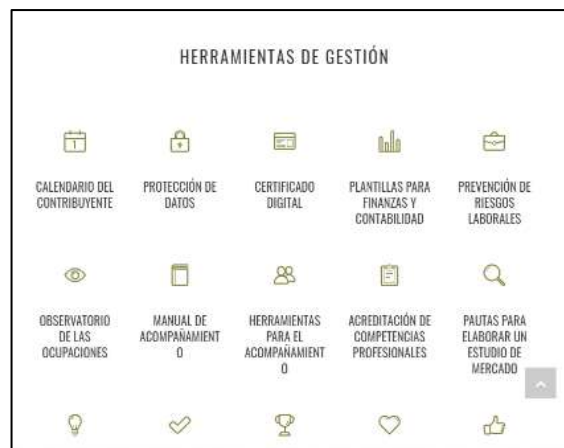 HERRAMIENTAS DE GESTIÓN
1
CALENDARIO DEL
CONTRIBUYENTE
PROTECCIÓN DE
DATOS
CERTIFICADO
DIGITAL
PLANTILLAS PARA
FINANZAS Y
CONTABILIDAD
PREVENCIÓN DE
RIESGOS
LABORALES
OBSERVATORIO
DE LAS
OCUPACIONES
MANUAL DE
ACOMPAÑAMIENT
O
HERRAMIENTAS
PARA EL
ACOMPAÑAMIENT
O
ACREDITACIÓN DE
COMPETENCIAS
PROFESIONALES
PAUTAS PARA
ELABORAR UN
ESTUDIO DE
MERCADO